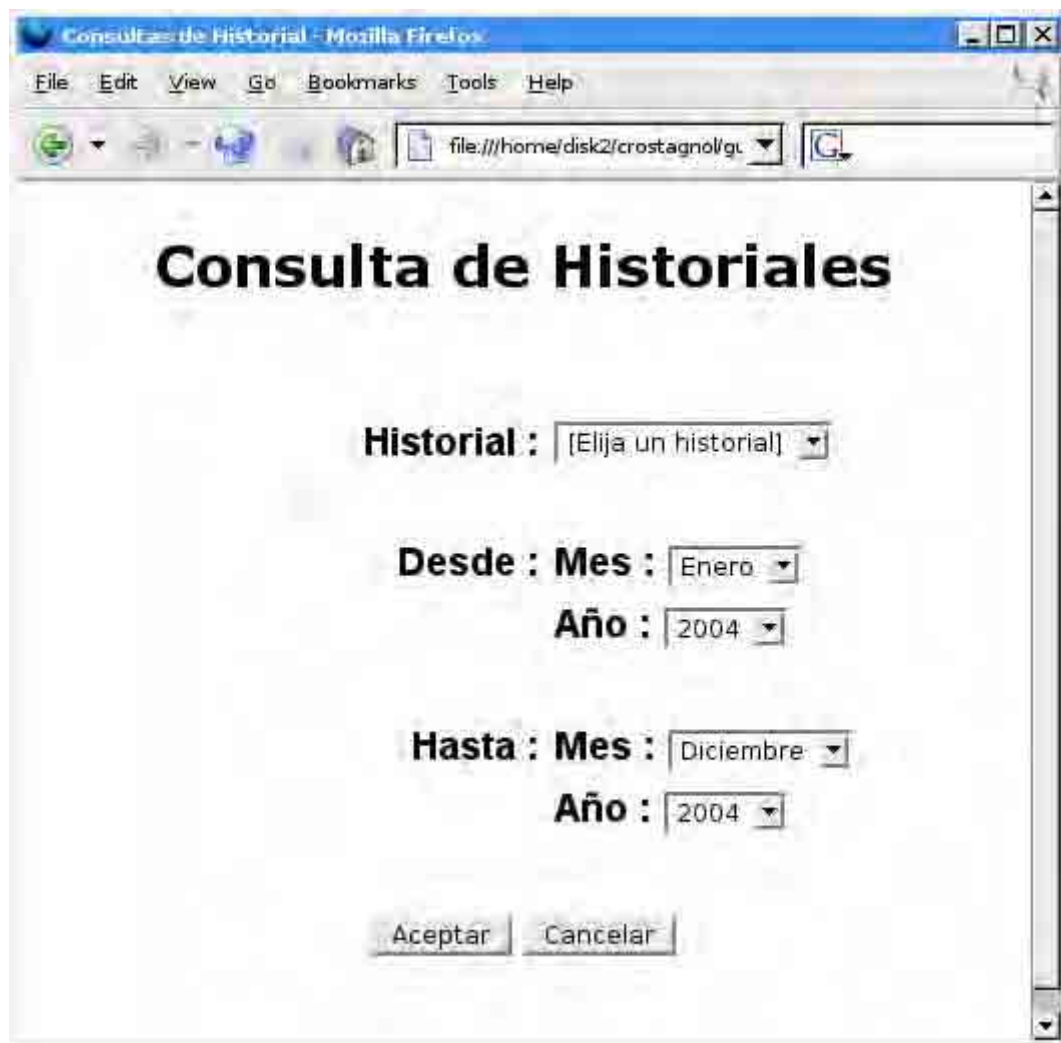 Consultas de Historial - Mozilla Firefox
File Edit View Go Bookmarks Tools Help
file:///home/disk2/crostagnol/gu
G
Consulta de Historiales
Historial : [Elija un historial]
Desde : Mes : Enero
Año : 2004
Hasta : Mes : Diciembre
Año : 2004
Aceptar Cancelar